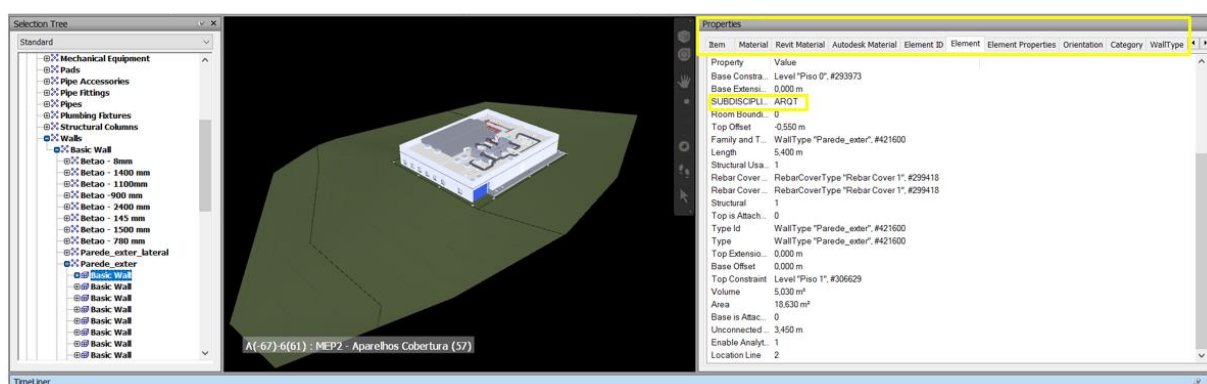 Selection Tree
Standard
Mechanical Equipment
Pads
Pipe Accessories
Pipe Fittings
Pipes
Plumbing Fixtures
Structural Columns
Walls
Basic Wall
Betao - 8mm
Betao - 1400 mm
Betao - 1100mm
Betao -900 mm
Betao - 2400 mm
Betao - 145 mm
Betao - 1500 mm
Betao - 780 mm
Parede_exter_lateral
Parede_exter
Basic Wall
Basic Wall
Basic Wall
Basic Wall
Basic Wall
Basic Wall
Basic Wall
Basic Wall
A(-67)-6(61) : MEP2 - Aparelhos Cobertura (57)
Properties
Item Material Revit Material Autodesk Material Element ID Element Element Properties Orientation Category WallType
Property Value
Base Constra... Level "Piso 0", #293973
Base Extensi... 0,000 m
SUBDISCIPLI... ARQT
Room Boundi... 0
Top Offset -0,550 m
Family and T... WallType "Parede_exter", #421600
Length 5,400 m
Structural Usa... 1
Rebar Cover ... RebarCoverType "Rebar Cover 1", #299418
Rebar Cover ... RebarCoverType "Rebar Cover 1", #299418
Structural 1
Top is Attach... 0
Type Id WallType "Parede_exter", #421600
Type WallType "Parede_exter", #421600
Top Extensio... 0,000 m
Base Offset 0,000 m
Top Constraint Level "Piso 1", #306629
Volume 5,030 m³
Area 18,630 m²
Base is Attac... 0
Unconnected ... 3,450 m
Enable Analyt... 1
Location Line 2
TimeLiner